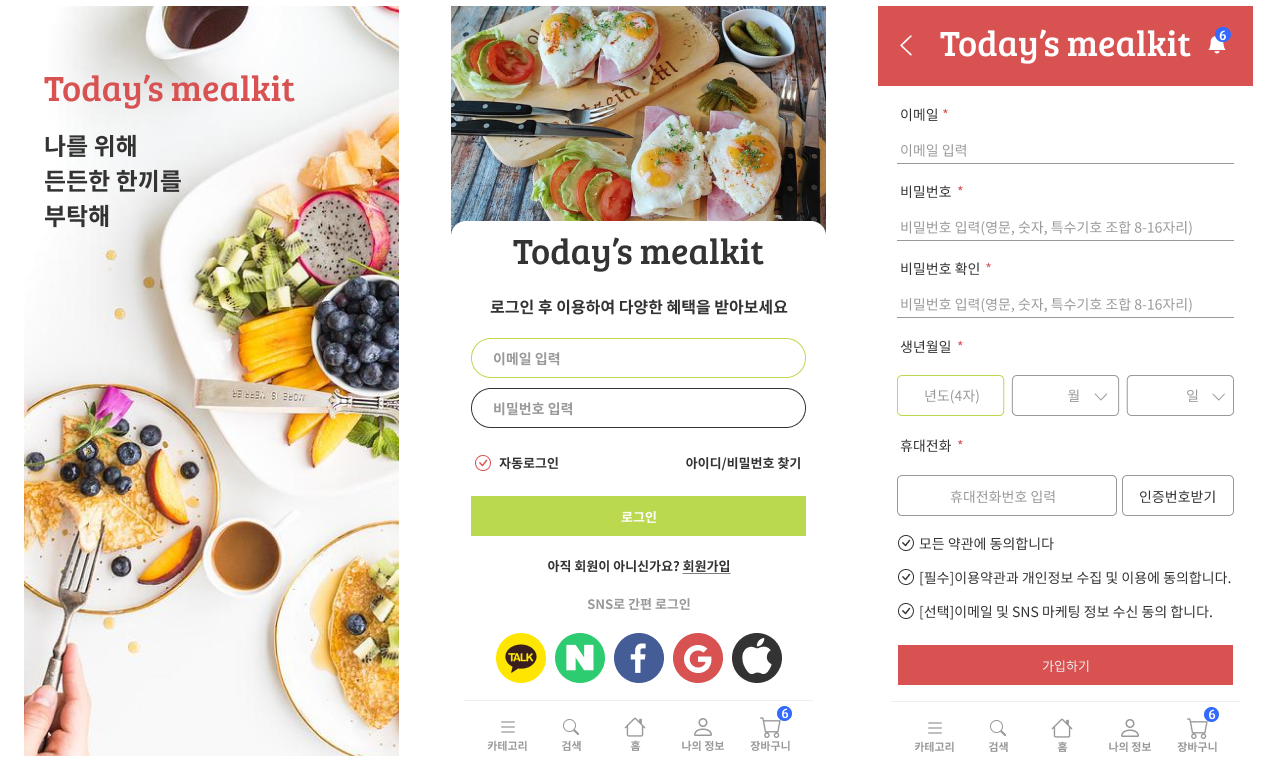 Today's mealkit
나를 위해
든든한 한끼를
부탁해
MORE IS MERRIER
Today's mealkit
로그인 후 이용하여 다양한 혜택을 받아보세요
이메일 입력
비밀번호 입력
자동로그인 아이디/비밀번호 찾기
로그인
아직 회원이 아니신가요? 회원가입
SNS로 간편 로그인
TALK N f G
6
카테고리 검색 홈 나의 정보 장바구니
Today's mealkit 6
이메일 *
이메일 입력
비밀번호 *
비밀번호 입력(영문, 숫자, 특수기호 조합 8-16자리)
비밀번호 확인 *
비밀번호 입력(영문, 숫자, 특수기호 조합 8-16자리)
생년월일 *
년도(4자) 월 일
휴대전화 *
휴대전화번호 입력 인증번호받기
모든 약관에 동의합니다
[필수]이용약관과 개인정보 수집 및 이용에 동의합니다.
[선택]이메일 및 SNS 마케팅 정보 수신 동의 합니다.
가입하기
6
카테고리 검색 홈 나의 정보 장바구니